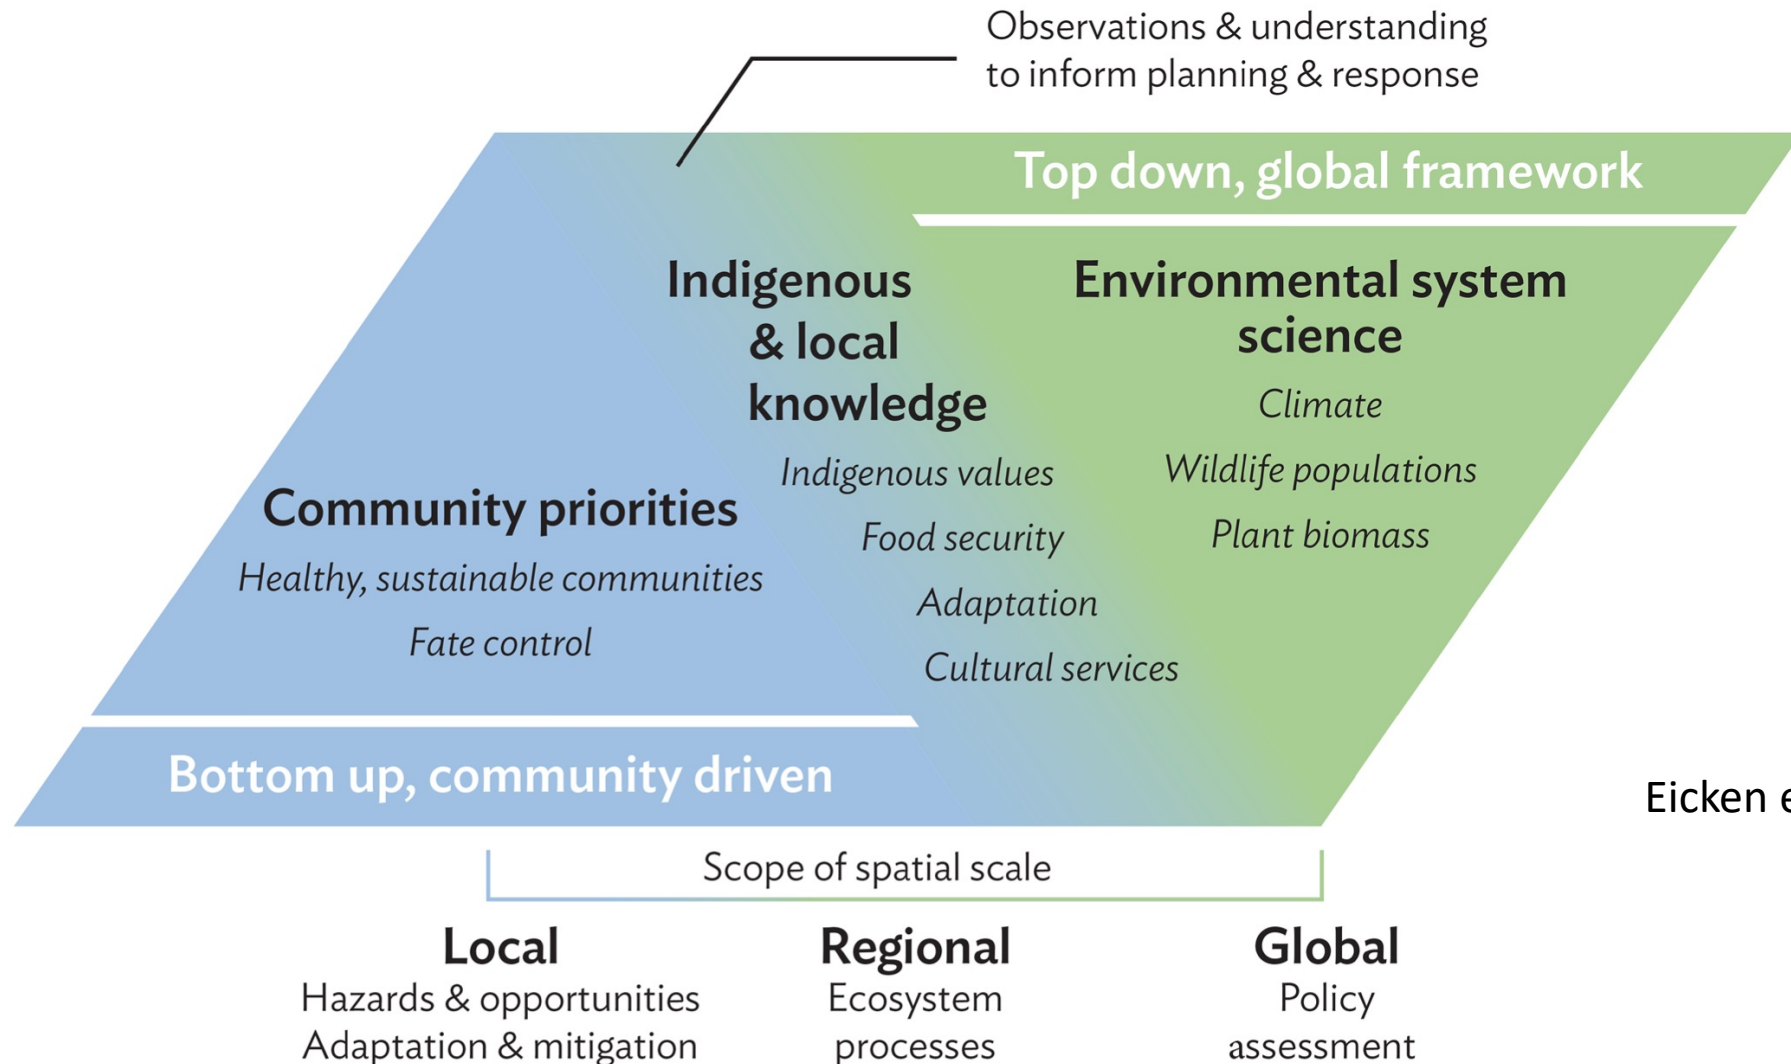 Observations & understanding
to inform planning & response
Top down, global framework
Indigenous
& local
knowledge
Indigenous values
Food security
Adaptation
Cultural services
Environmental system
science
Climate
Wildlife populations
Plant biomass
Community priorities
Healthy, sustainable communities
Fate control
Bottom up, community driven
Eicken
Scope of spatial scale
Local
Hazards & opportunities
Adaptation & mitigation
Regional
Ecosystem
processes
Global
Policy
assessment